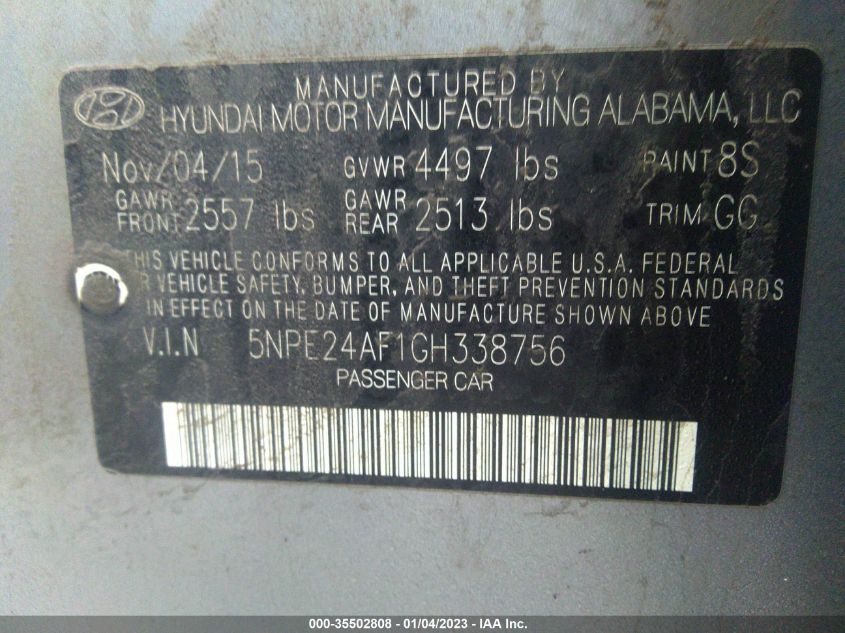 MANUFACTURED BY
HYUNDAI MOTOR MANUFACTURING ALABAMA, LLC
Nov/04/15 GVWR 4497 lbs PAINT 8S
GAWR FRONT 2557 lbs GAWR REAR 2513 lbs TRIM GG
THIS VEHICLE CONFORMS TO ALL APPLICABLE U.S.A. FEDERAL
R VEHICLE SAFETY, BUMPER, AND THEFT PREVENTION STANDARDS
IN EFFECT ON THE DATE OF MANUFACTURE SHOWN ABOVE
V.I.N 5NPE24AF1GH338756
PASSENGER CAR
000-35502808 - 01/04/2023 - IAA Inc.